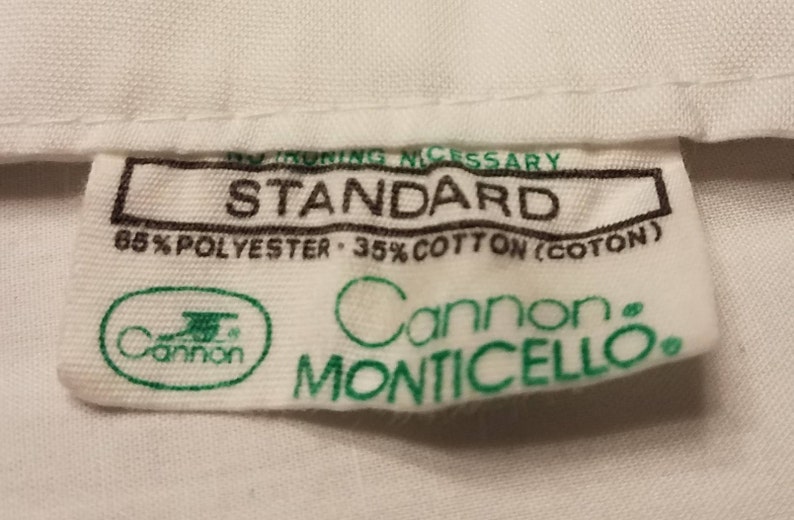 NO IRONING NECESSARY
STANDARD
65% POLYESTER · 35% COTTON (COTON)
Cannon®
Cannon®
MONTICELLO®